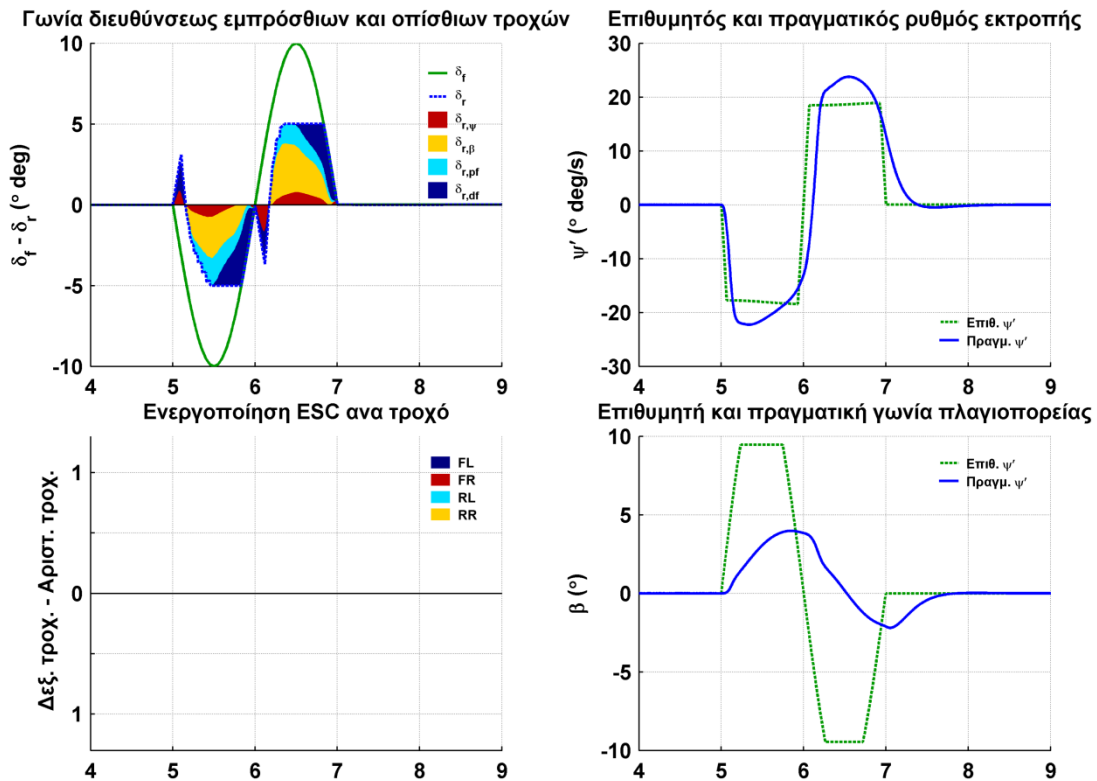 Γωνία διευθύνσεως εμπρόσθιων και οπίσθιων τροχών
10
5
0
-5
-10
δf - δr (° deg)
δf
δr
δr,ψ
δr,β
δr,pf
δr,df
4 5 6 7 8 9
Επιθυμητός και πραγματικός ρυθμός εκτροπής
30
20
10
0
-10
-20
-30
ψ′ (° deg/s)
Επιθ. ψ′
Πραγμ. ψ′
4 5 6 7 8 9
Ενεργοποίηση ESC ανα τροχό
1
0
1
Δεξ. τροχ. - Αριστ. τροχ.
FL
FR
RL
RR
4 5 6 7 8 9
Επιθυμητή και πραγματική γωνία πλαγιοπορείας
10
5
0
-5
-10
β (°)
Επιθ. ψ′
Πραγμ. ψ′
4 5 6 7 8 9